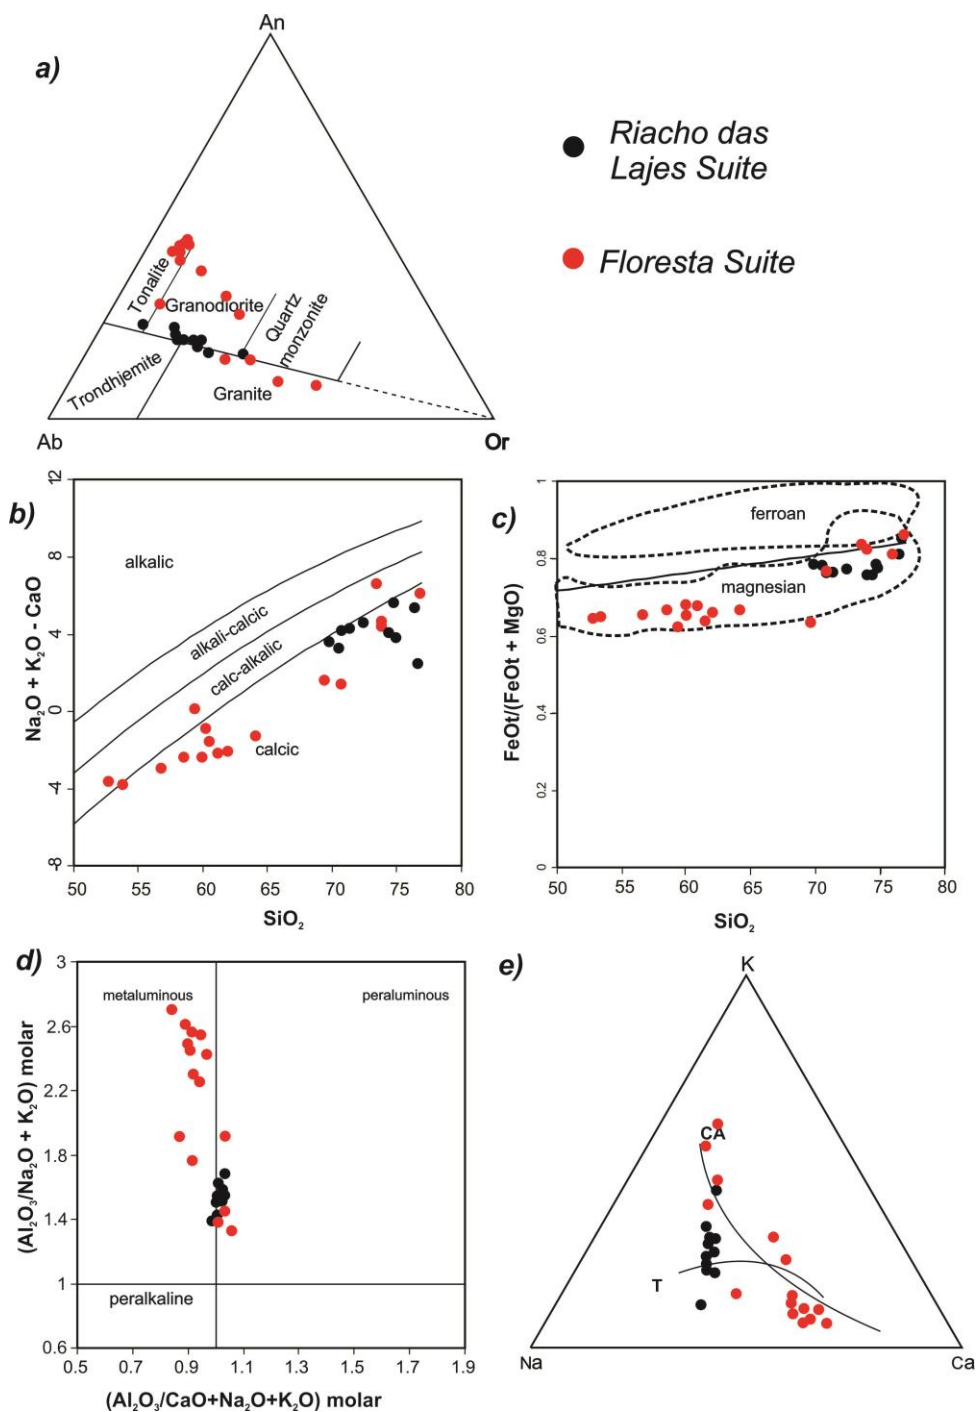 a)
An
Tonalite
Granodiorite
Quartz
monzonite
Trondhjemite
Granite
Ab
Or
Riacho das
Lajes Suite
Floresta Suite
b)
Na₂O + K₂O - CaO
12
8
4
0
-4
-8
alkalic
alkali-calcic
calc-alkalic
calcic
50 55 60 65 70 75 80
SiO₂
c)
FeOt/(FeOt + MgO)
1
0.8
0.6
0.4
0.2
0
ferroan
magnesian
50 55 60 65 70 75 80
SiO₂
d)
(Al₂O₃/Na₂O + K₂O) molar
3
2.6
2.2
1.8
1.4
1
0.6
metaluminous
peraluminous
peralkaline
0.5 0.7 0.9 1.1 1.3 1.5 1.7 1.9
(Al₂O₃/CaO+Na₂O+K₂O) molar
e)
K
CA
T
Na
Ca